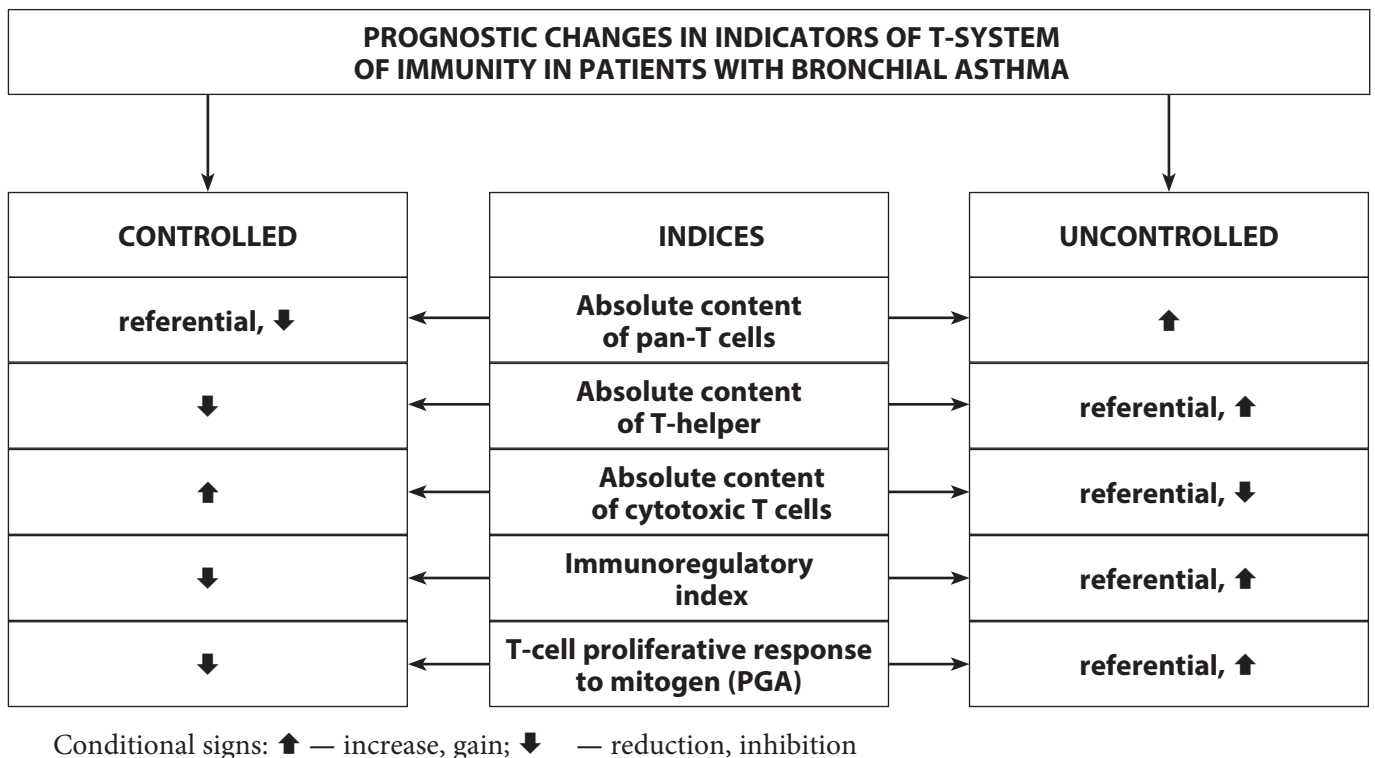 PROGNOSTIC CHANGES IN INDICATORS OF T-SYSTEM
OF IMMUNITY IN PATIENTS WITH BRONCHIAL ASTHMA
CONTROLLED
INDICES
UNCONTROLLED
referential, 🡇
Absolute content
of pan-T cells
🡅
🡇
Absolute content
of T-helper
referential, 🡅
🡅
Absolute content
of cytotoxic T cells
referential, 🡇
🡇
Immunoregulatory
index
referential, 🡅
🡇
T-cell proliferative response
to mitogen (PGA)
referential, 🡅
Conditional signs: 🡅 — increase, gain; 🡇 — reduction, inhibition